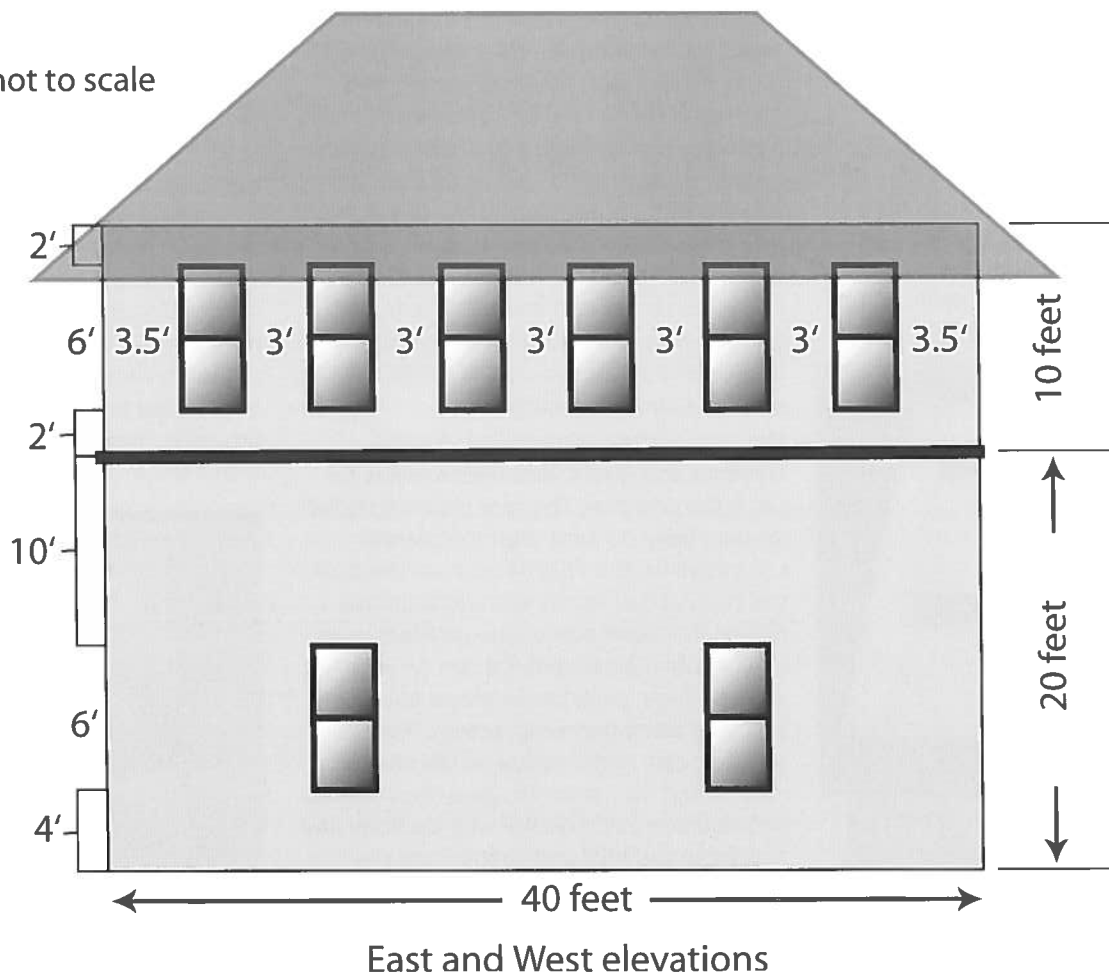 not to scale
2'
6' 3.5' 3' 3' 3' 3' 3' 3.5'
10 feet
2'
10'
20 feet
6'
4'
40 feet
East and West elevations